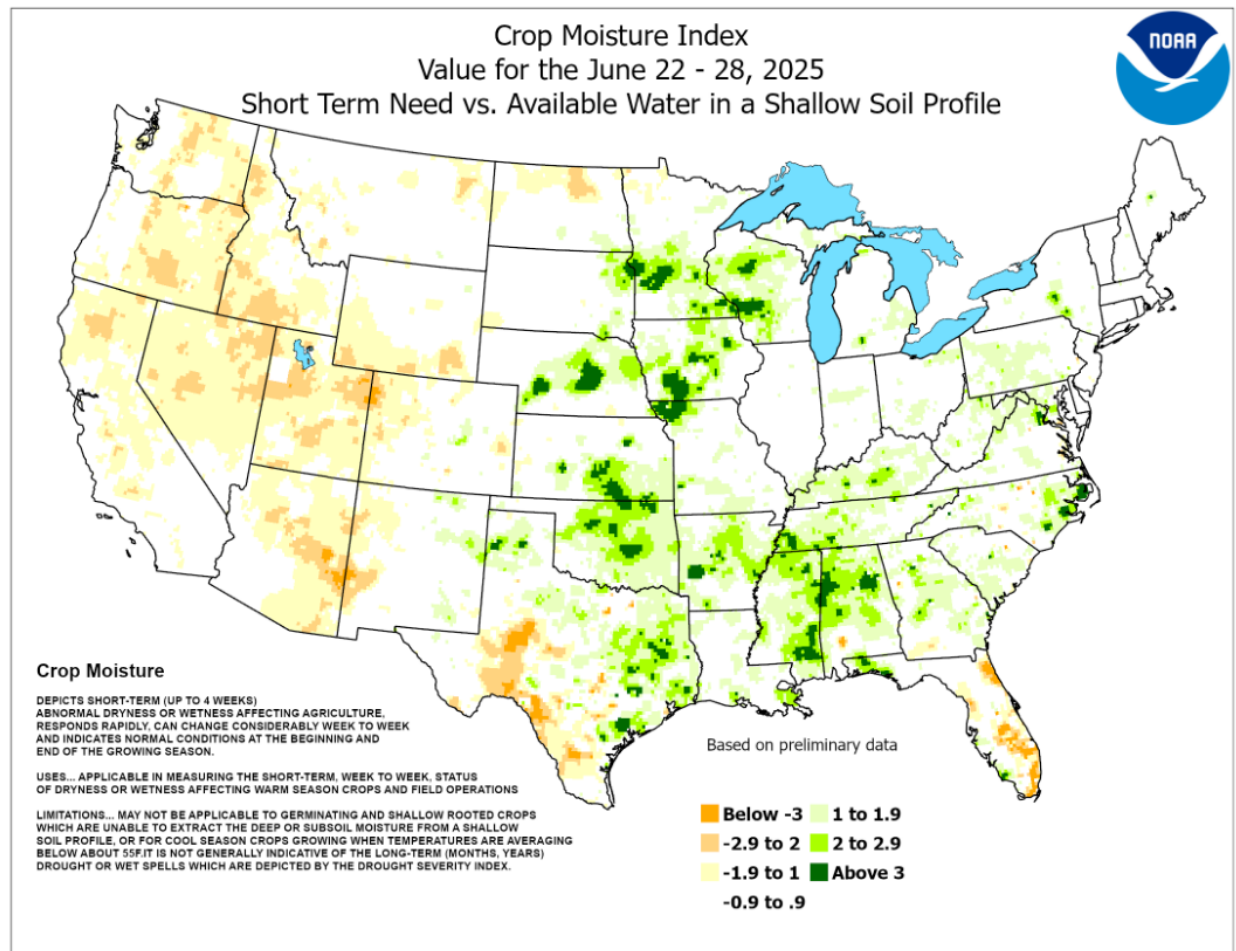 Crop Moisture Index
Value for the June 22 - 28, 2025
Short Term Need vs. Available Water in a Shallow Soil Profile
NOAA
Crop Moisture
DEPICTS SHORT-TERM (UP TO 4 WEEKS)
ABNORMAL DRYNESS OR WETNESS AFFECTING AGRICULTURE,
RESPONDS RAPIDLY, CAN CHANGE CONSIDERABLY WEEK TO WEEK
AND INDICATES NORMAL CONDITIONS AT THE BEGINNING AND
END OF THE GROWING SEASON.
USES... APPLICABLE IN MEASURING THE SHORT-TERM, WEEK TO WEEK, STATUS
OF DRYNESS OR WETNESS AFFECTING WARM SEASON CROPS AND FIELD OPERATIONS
LIMITATIONS... MAY NOT BE APPLICABLE TO GERMINATING AND SHALLOW ROOTED CROPS
WHICH ARE UNABLE TO EXTRACT THE DEEP OR SUBSOIL MOISTURE FROM A SHALLOW
SOIL PROFILE, OR FOR COOL SEASON CROPS GROWING WHEN TEMPERATURES ARE AVERAGING
BELOW ABOUT 55F.IT IS NOT GENERALLY INDICATIVE OF THE LONG-TERM (MONTHS, YEARS)
DROUGHT OR WET SPELLS WHICH ARE DEPICTED BY THE DROUGHT SEVERITY INDEX.
Based on preliminary data
Below -3
-2.9 to 2
-1.9 to 1
-0.9 to .9
1 to 1.9
2 to 2.9
Above 3